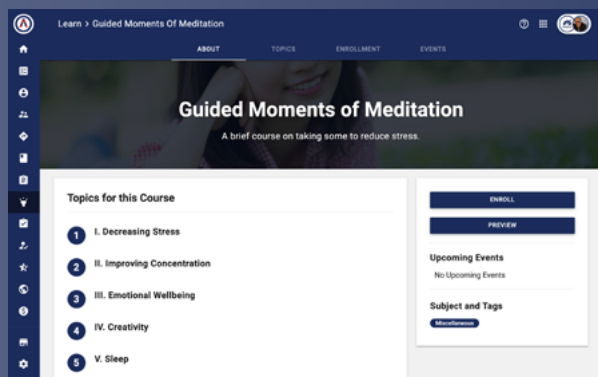 Learn > Guided Moments Of Meditation
ABOUT TOPICS ENROLLMENT EVENTS
Guided Moments of Meditation
A brief course on taking some to reduce stress.
Topics for this Course
1 I. Decreasing Stress
2 II. Improving Concentration
3 III. Emotional Wellbeing
4 IV. Creativity
5 V. Sleep
ENROLL
PREVIEW
Upcoming Events
No Upcoming Events
Subject and Tags
Miscellaneous